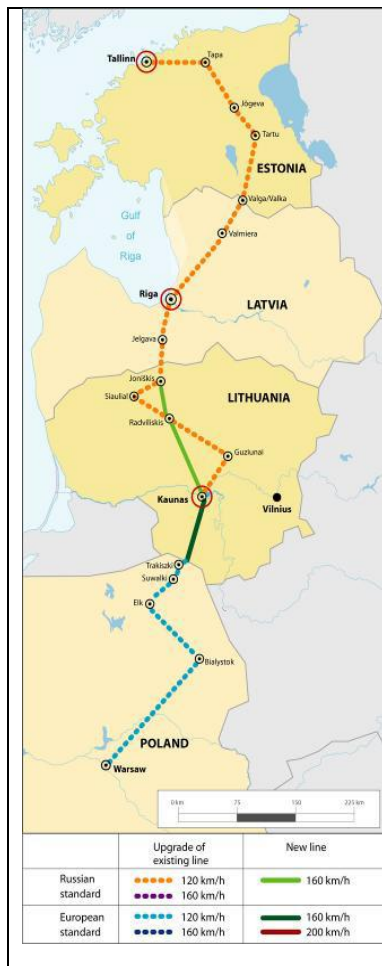 Tallinn
Tapa
Jõgeva
Tartu
ESTONIA
Valga/Valka
Gulf
of
Riga
Valmiera
Riga
LATVIA
Jelgava
Joniškis
LITHUANIA
Siauliai
Radviliskis
Guziunai
Kaunas
Vilnius
Trakiszki
Suwalki
Elk
Bialystok
POLAND
Warsaw
0 km 75 150 225 km
Upgrade of
existing line
New line
Russian
standard
120 km/h
160 km/h
160 km/h
European
standard
120 km/h
160 km/h
160 km/h
200 km/h